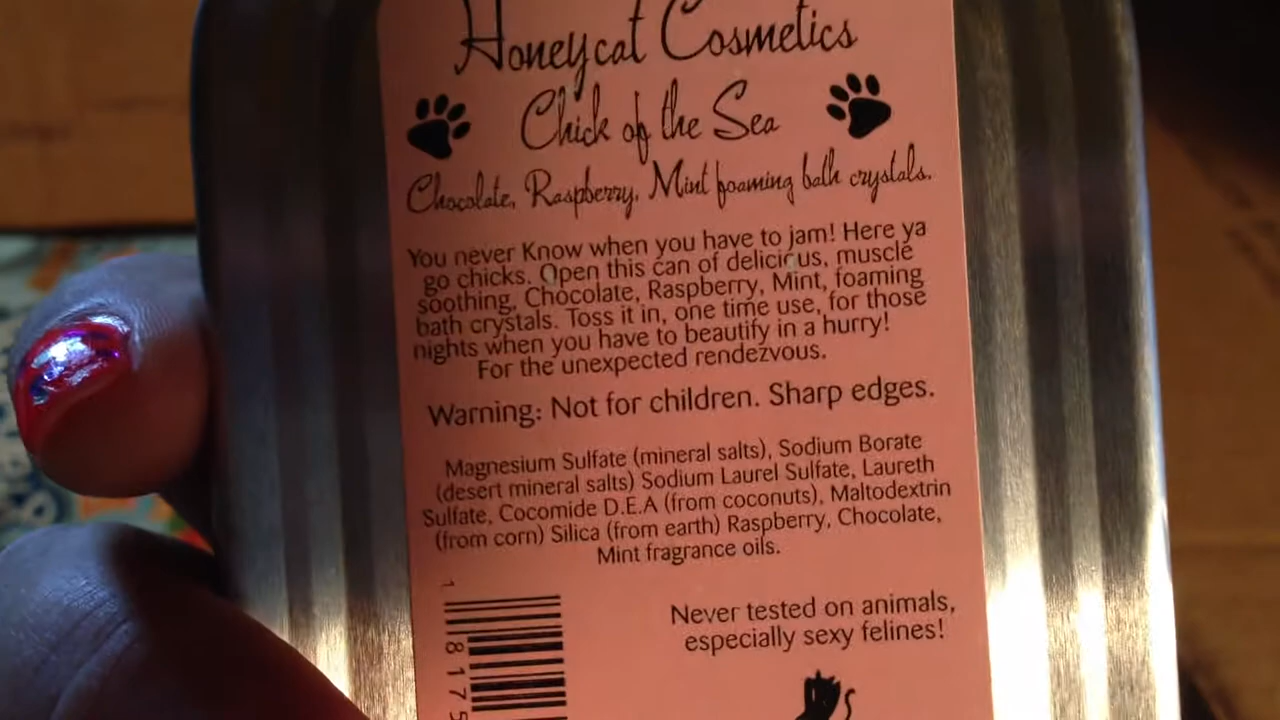 Honeycat Cosmetics
Chick of the Sea
Chocolate, Raspberry, Mint foaming bath crystals.
You never Know when you have to jam! Here ya
go chicks. Open this can of delicious, muscle
soothing, Chocolate, Raspberry, Mint, foaming
bath crystals. Toss it in, one time use, for those
nights when you have to beautify in a hurry!
For the unexpected rendezvous.
Warning: Not for children. Sharp edges.
Magnesium Sulfate (mineral salts), Sodium Borate
(desert mineral salts) Sodium Laurel Sulfate, Laureth
Sulfate, Cocomide D.E.A (from coconuts), Maltodextrin
(from corn) Silica (from earth) Raspberry, Chocolate,
Mint fragrance oils.
Never tested on animals,
especially sexy felines!
1 8175